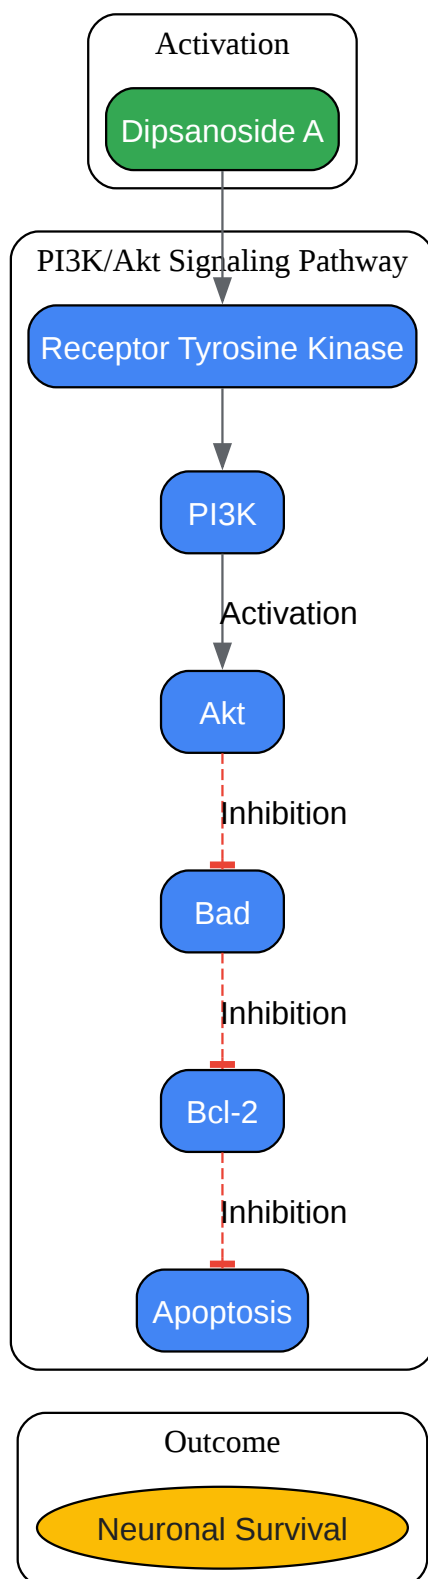 Activation
Dipsanoside A
PI3K/Akt Signaling Pathway
Receptor Tyrosine Kinase
PI3K
Activation
Akt
Inhibition
Bad
Inhibition
Bcl-2
Inhibition
Apoptosis
Outcome
Neuronal Survival